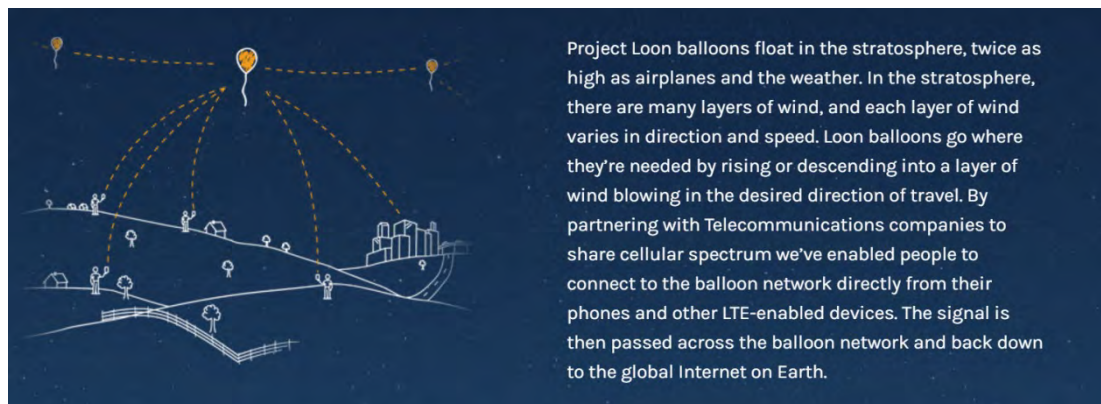 Project Loon balloons float in the stratosphere, twice as
high as airplanes and the weather. In the stratosphere,
there are many layers of wind, and each layer of wind
varies in direction and speed. Loon balloons go where
they’re needed by rising or descending into a layer of
wind blowing in the desired direction of travel. By
partnering with Telecommunications companies to
share cellular spectrum we’ve enabled people to
connect to the balloon network directly from their
phones and other LTE-enabled devices. The signal is
then passed across the balloon network and back down
to the global Internet on Earth.